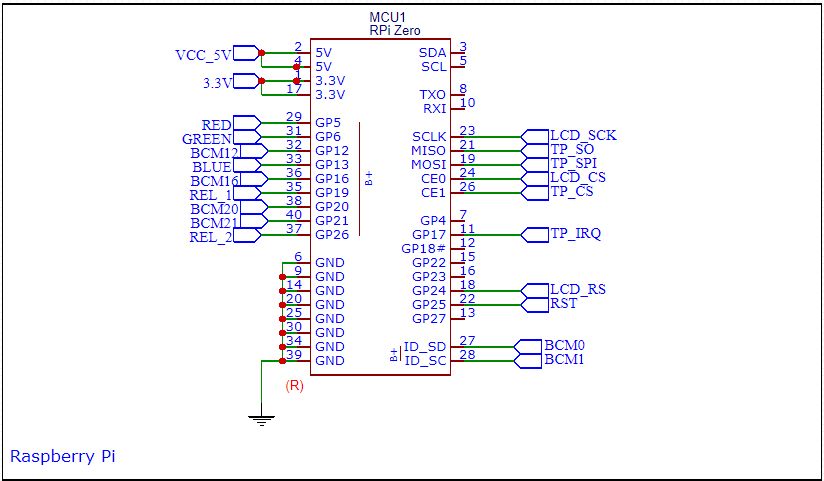 MCU1
RPi Zero
VCC_5V 2 5V SDA 3
4 5V SCL 5
3.3V 1 3.3V
17 3.3V TXO 8
RXI 10
RED 29 GP5
GREEN 31 GP6 SCLK 23 LCD_SCK
BCM12 32 GP12 MISO 21 TP_SO
BLUE 33 GP13 MOSI 19 TP_SPI
BCM16 36 GP16 CE0 24 LCD_CS
REL_1 35 GP19 CE1 26 TP_CS
BCM20 38 GP20
BCM21 40 GP21 GP4 7
REL_2 37 GP26 GP17 11 TP_IRQ
B+
GP18# 12
6 GND GP22 15
9 GND GP23 16
14 GND GP24 18 LCD_RS
20 GND GP25 22 RST
25 GND GP27 13
30 GND
34 GND ID_SD 27 BCM0
39 GND B+ ID_SC 28 BCM1
(R)
Raspberry Pi